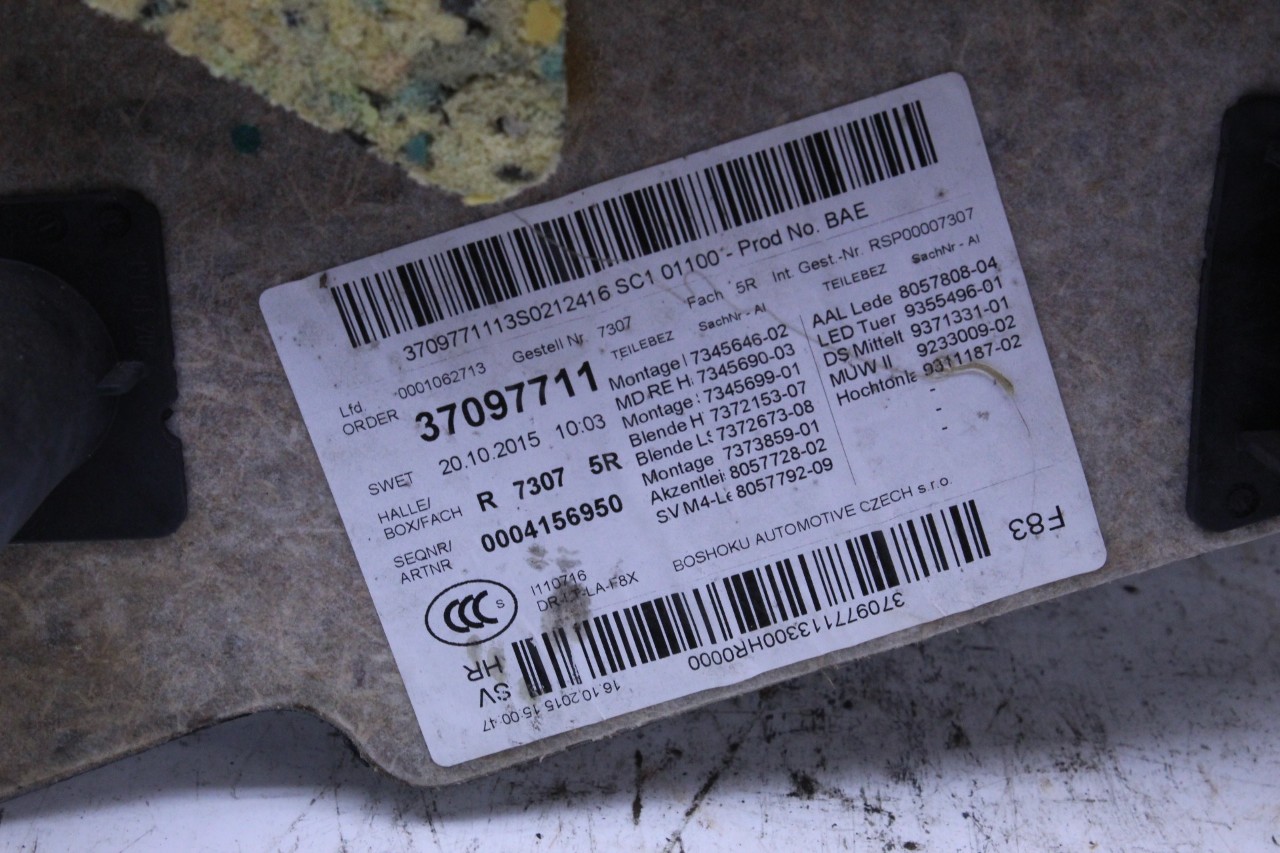 3709771113S0212416 SC1 01100 - Prod No. BAE
Lfd. -0001062713 Gestell Nr. 7307 Fach 5R Int. Gest.-Nr. RSP00007307
ORDER 37097711
SWET 20.10.2015 10:03
HALLE/
BOX/FACH R 7307 5R
SEQNR/
ARTNR 0004156950
TEILEBEZ SachNr - AI
Montage 7345646-02
MD:RE H 7345690-03
Montage 7345699-01
Blende H 7372153-07
Blende LS 7372673-08
Montage 7373859-01
Akzentlei 8057728-02
SV M4-Le 8057792-09
TEILEBEZ SachNr - AI
AAL Lede 8057808-04
LED Tuer 9355496-01
DS Mittelt 9371331-01
MUW II 9233009-02
Hochtona 9311187-02
-
-
-
CCC S
I110716
BOSHOKU AUTOMOTIVE CZECH s.r.o.
F83
370977113300HR0000
SV
HR
16.10.2015 15:00:47